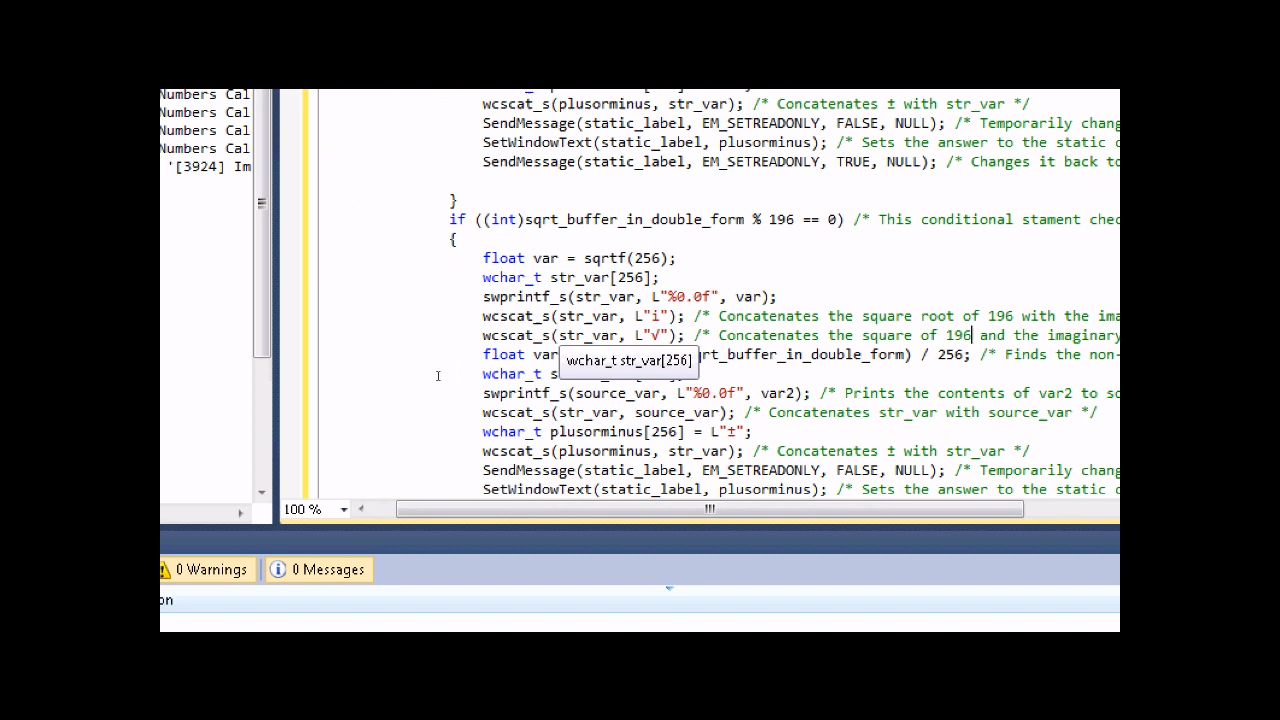 Numbers Cal
Numbers Cal
Numbers Cal
Numbers Cal
'[3924] Im
wcscat_s(plusorminus, str_var); /* Concatenates ± with str_var */
SendMessage(static_label, EM_SETREADONLY, FALSE, NULL); /* Temporarily chang
SetWindowText(static_label, plusorminus); /* Sets the answer to the static c
SendMessage(static_label, EM_SETREADONLY, TRUE, NULL); /* Changes it back to
}
if ((int)sqrt_buffer_in_double_form % 196 == 0) /* This conditional stament chec
{
float var = sqrtf(256);
wchar_t str_var[256];
swprintf_s(str_var, L"%0.0f", var);
wcscat_s(str_var, L"i"); /* Concatenates the square root of 196 with the ima
wcscat_s(str_var, L"√"); /* Concatenates the square of 196 and the imaginary
float var rt_buffer_in_double_form) / 256; /* Finds the non-
wchar_t str_var[256]
wchar_t s
swprintf_s(source_var, L"%0.0f", var2); /* Prints the contents of var2 to so
wcscat_s(str_var, source_var); /* Concatenates str_var with source_var */
wchar_t plusorminus[256] = L"±";
wcscat_s(plusorminus, str_var); /* Concatenates ± with str_var */
SendMessage(static_label, EM_SETREADONLY, FALSE, NULL); /* Temporarily chang
SetWindowText(static_label, plusorminus); /* Sets the answer to the static c
100 %
0 Warnings
0 Messages
on